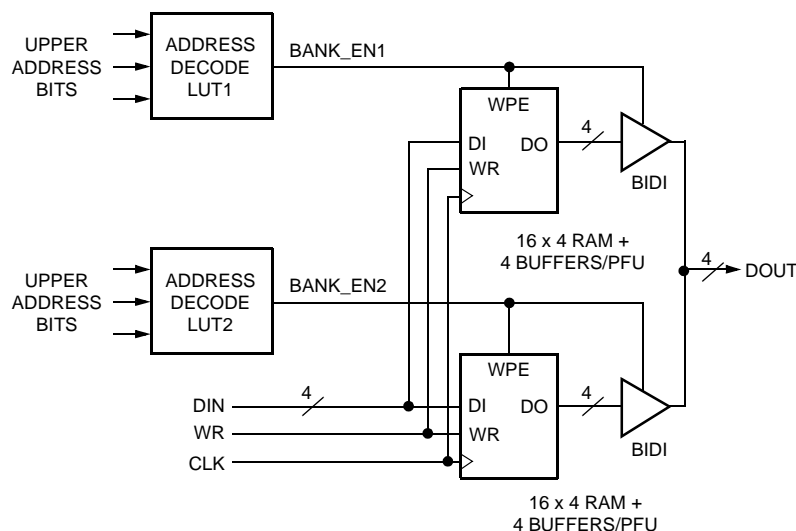 UPPER
ADDRESS
BITS
ADDRESS
DECODE
LUT1
BANK_EN1
WPE
DI
DO
WR
4
BIDI
16 x 4 RAM +
4 BUFFERS/PFU
4
DOUT
UPPER
ADDRESS
BITS
ADDRESS
DECODE
LUT2
BANK_EN2
WPE
DI
DO
WR
4
BIDI
DIN
4
WR
CLK
16 x 4 RAM +
4 BUFFERS/PFU